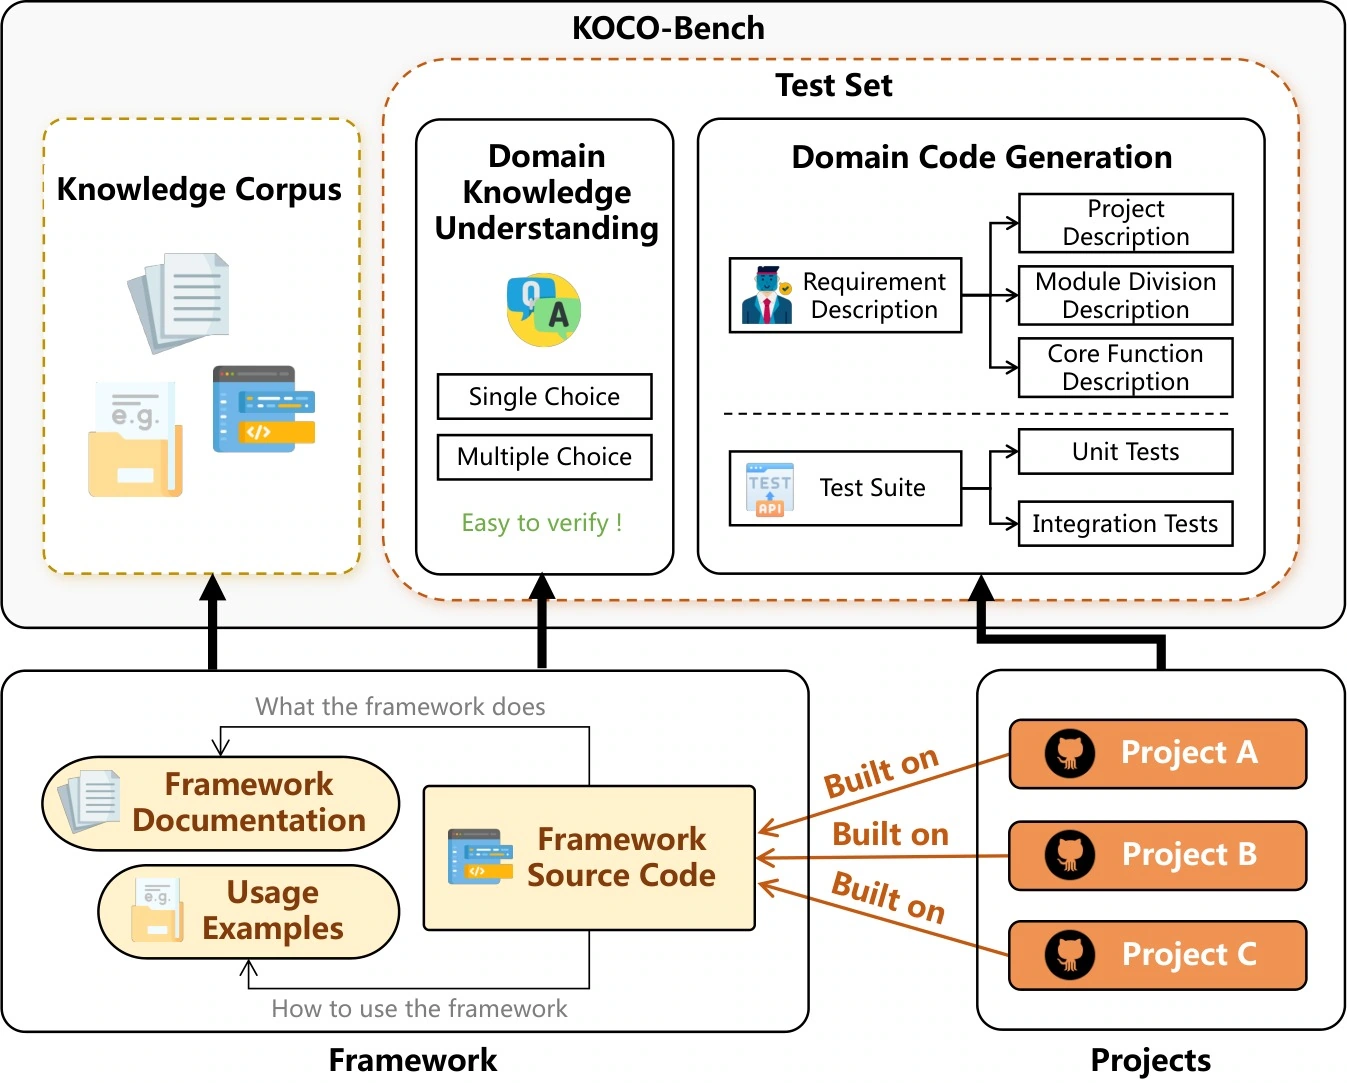 KOCO-Bench
Test Set
Knowledge Corpus
e.g.
</>
Domain
Knowledge
Understanding
Q
A
Single Choice
Multiple Choice
Easy to verify !
Domain Code Generation
Requirement
Description
Project
Description
Module Division
Description
Core Function
Description
TEST
API
Test Suite
Unit Tests
Integration Tests
What the framework does
Framework
Documentation
e.g.
Usage
Examples
</>
Framework
Source Code
How to use the framework
Built on
Built on
Built on
Project A
Project B
Project C
Framework
Projects